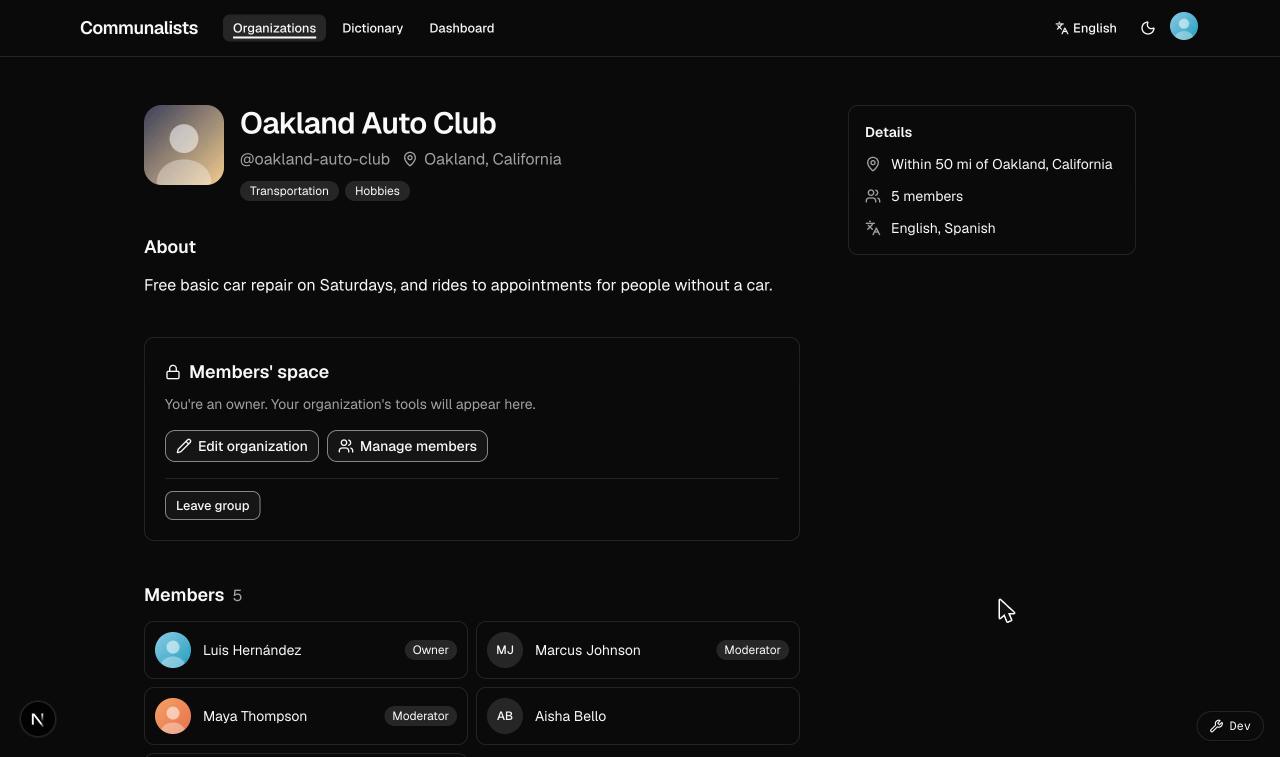 Communalists
Organizations
Dictionary
Dashboard
English
Oakland Auto Club
@oakland-auto-club
Oakland, California
Transportation
Hobbies
Details
Within 50 mi of Oakland, California
5 members
English, Spanish
About
Free basic car repair on Saturdays, and rides to appointments for people without a car.
Members' space
You're an owner. Your organization's tools will appear here.
Edit organization
Manage members
Leave group
Members 5
Luis Hernández
Owner
MJ
Marcus Johnson
Moderator
Maya Thompson
Moderator
AB
Aisha Bello
N
Dev